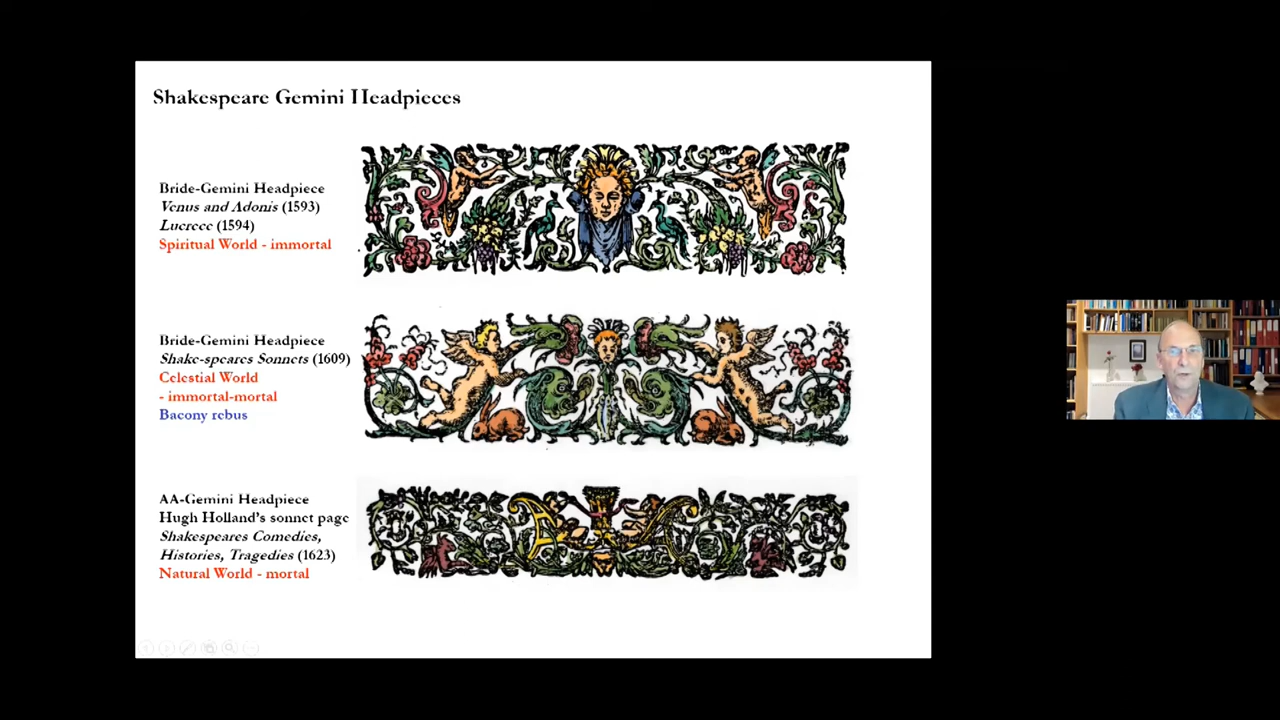 Shakespeare Gemini Headpieces
Bride-Gemini Headpiece
Venus and Adonis (1593)
Lucrece (1594)
Spiritual World - immortal
Bride-Gemini Headpiece
Shake-speares Sonnets (1609)
Celestial World
- immortal-mortal
Bacony rebus
AA-Gemini Headpiece
Hugh Holland's sonnet page
Shakespeares Comedies,
Histories, Tragedies (1623)
Natural World - mortal